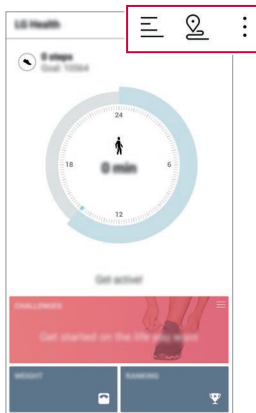 LG Health
0 steps
Goal: 10564
24
18
6
0 min
12
Get active!
CHALLENGES
Get started on the life you want
WEIGHT
RANKING